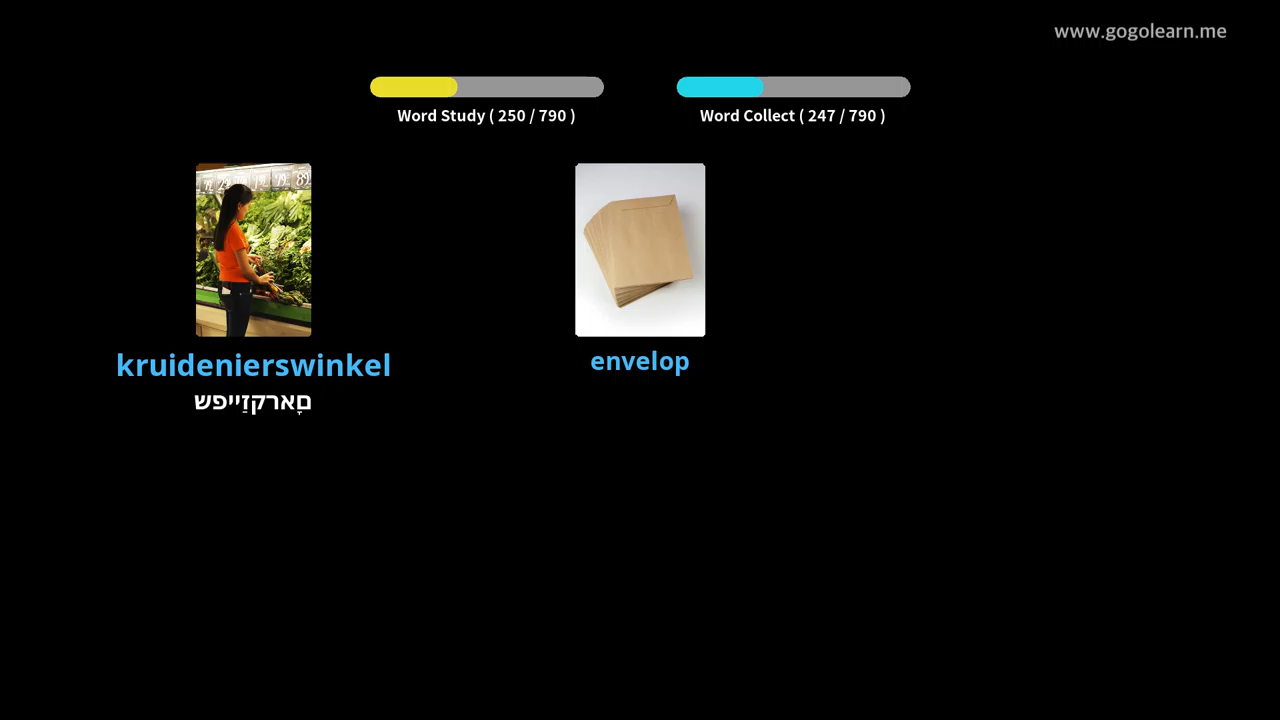 www.gogolearn.me
Word Study ( 250 / 790 )
Word Collect ( 247 / 790 )
kruidenierswinkel
םָארקזַייפש
envelop